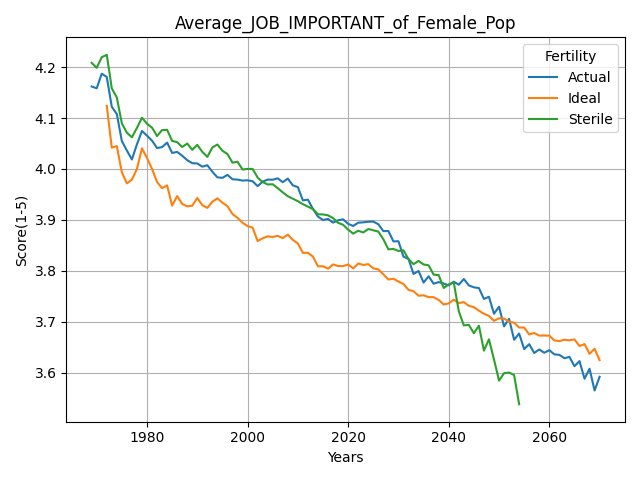 Average_JOB_IMPORTANT_of_Female_Pop
Fertility
Actual
Ideal
Sterile
Score(1-5)
4.2
4.1
4.0
3.9
3.8
3.7
3.6
1980 2000 2020 2040 2060
Years